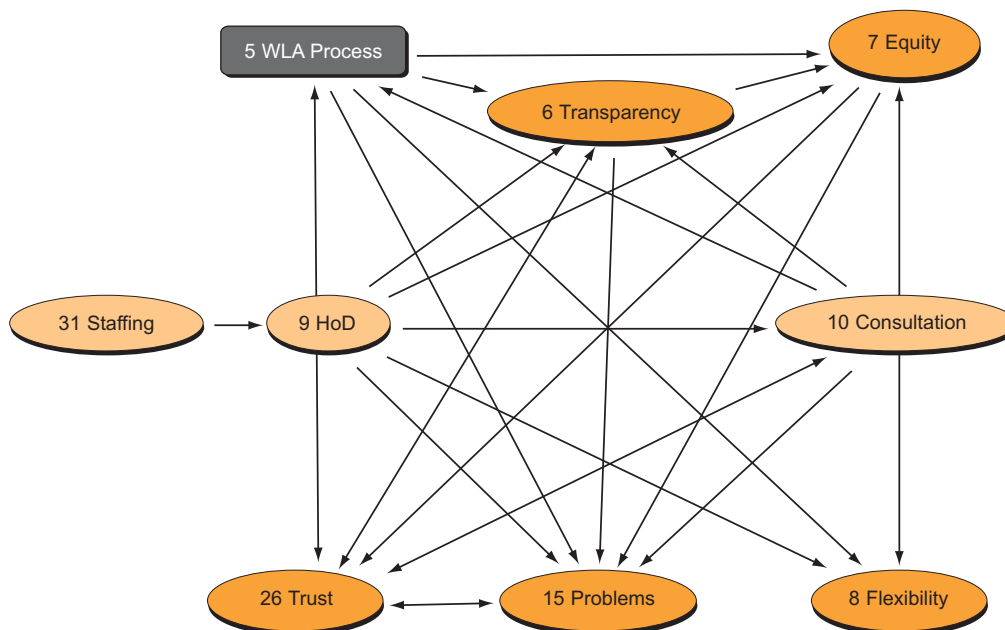 5 WLA Process
7 Equity
6 Transparency
31 Staffing
9 HoD
10 Consultation
26 Trust
15 Problems
8 Flexibility